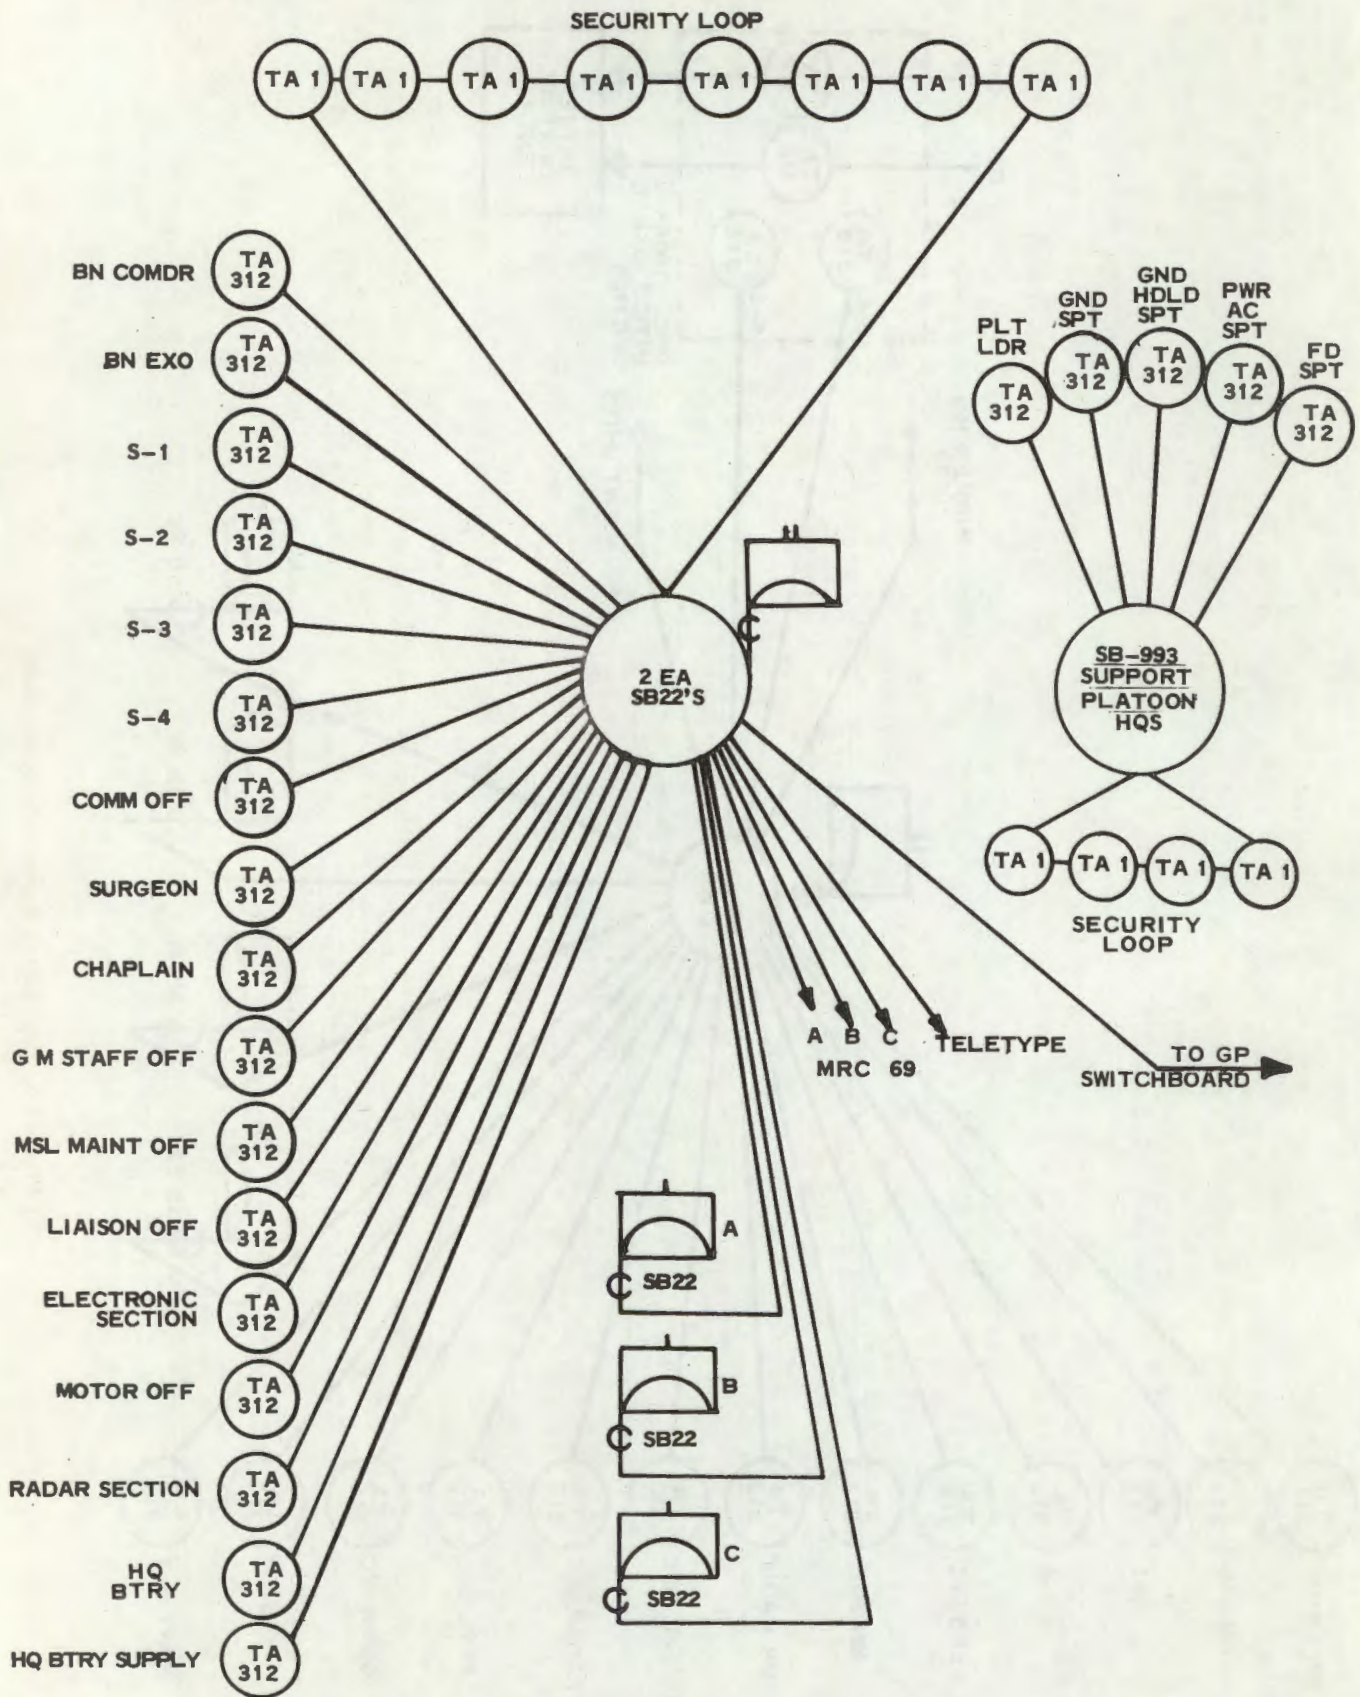 SECURITY LOOP
TA 1 TA 1 TA 1 TA 1 TA 1 TA 1 TA 1 TA 1
BN COMDR
TA
312
BN EXO
TA
312
S-1
TA
312
S-2
TA
312
S-3
TA
312
S-4
TA
312
COMM OFF
TA
312
SURGEON
TA
312
CHAPLAIN
TA
312
G M STAFF OFF
TA
312
MSL MAINT OFF
TA
312
LIAISON OFF
TA
312
ELECTRONIC
SECTION
TA
312
MOTOR OFF
TA
312
RADAR SECTION
TA
312
HQ
BTRY
TA
312
HQ BTRY SUPPLY
TA
312
2 EA
SB22'S
PLT
LDR
TA
312
GND
SPT
TA
312
GND
HDLD
SPT
TA
312
PWR
AC
SPT
TA
312
FD
SPT
TA
312
SB-993
SUPPORT
PLATOON
HQS
TA 1 TA 1 TA 1 TA 1
SECURITY
LOOP
A B C
MRC 69
TELETYPE
TO GP
SWITCHBOARD
A
SB22
B
SB22
C
SB22